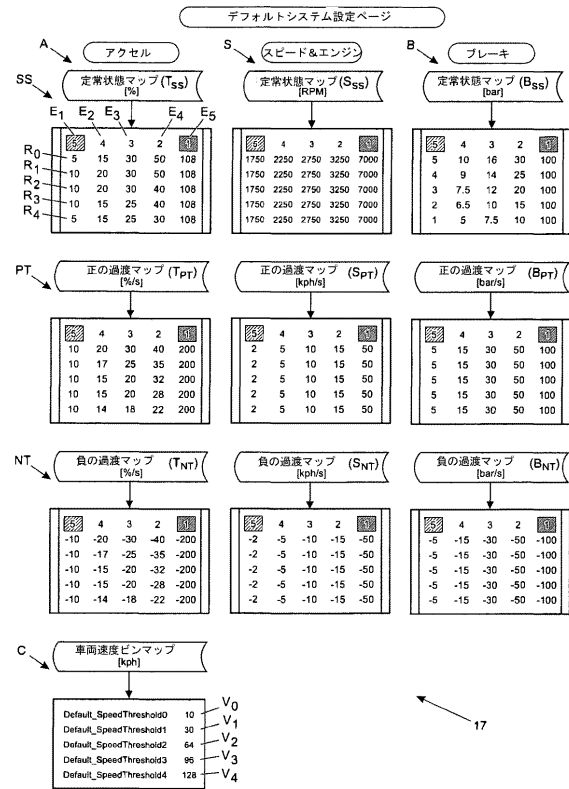 デフォルトシステム設定ページ
A アクセル S スピード&エンジン B ブレーキ
SS 定常状態マップ(TSS) 定常状態マップ(SSS) 定常状態マップ(BSS)
[%] [RPM] [bar]
E1 E2 E3 E4 E5
5 4 3 2 1 5 4 3 2 1 5 4 3 2 1
R0 5 15 30 50 108 1750 2250 2750 3250 7000 5 10 16 30 100
R1 10 20 30 50 108 1750 2250 2750 3250 7000 4 9 14 25 100
R2 10 20 30 40 108 1750 2250 2750 3250 7000 3 7.5 12 20 100
R3 10 15 25 40 108 1750 2250 2750 3250 7000 2 6.5 10 15 100
R4 5 15 25 30 108 1750 2250 2750 3250 7000 1 5 7.5 10 100
PT 正の過渡マップ (TPT) 正の過渡マップ (SPT) 正の過渡マップ (BPT)
[%/s] [kph/s] [bar/s]
5 4 3 2 1 5 4 3 2 1 5 4 3 2 1
10 20 30 40 200 2 5 10 15 50 5 15 30 50 100
10 17 25 35 200 2 5 10 15 50 5 15 30 50 100
10 15 20 32 200 2 5 10 15 50 5 15 30 50 100
10 15 20 28 200 2 5 10 15 50 5 15 30 50 100
10 14 18 22 200 2 5 10 15 50 5 15 30 50 100
NT 負の過渡マップ (TNT) 負の過渡マップ (SNT) 負の過渡マップ (BNT)
[%/s] [kph/s] [bar/s]
5 4 3 2 1 5 4 3 2 1 5 4 3 2 1
-10 -20 -30 -40 -200 -2 -5 -10 -15 -50 -5 -15 -30 -50 -100
-10 -17 -25 -35 -200 -2 -5 -10 -15 -50 -5 -15 -30 -50 -100
-10 -15 -20 -32 -200 -2 -5 -10 -15 -50 -5 -15 -30 -50 -100
-10 -15 -20 -28 -200 -2 -5 -10 -15 -50 -5 -15 -30 -50 -100
-10 -14 -18 -22 -200 -2 -5 -10 -15 -50 -5 -15 -30 -50 -100
C 車両速度ビンマップ
[kph]
Default_SpeedThreshold0 10 V0
Default_SpeedThreshold1 30 V1
Default_SpeedThreshold2 64 V2
Default_SpeedThreshold3 96 V3
Default_SpeedThreshold4 128 V4
17